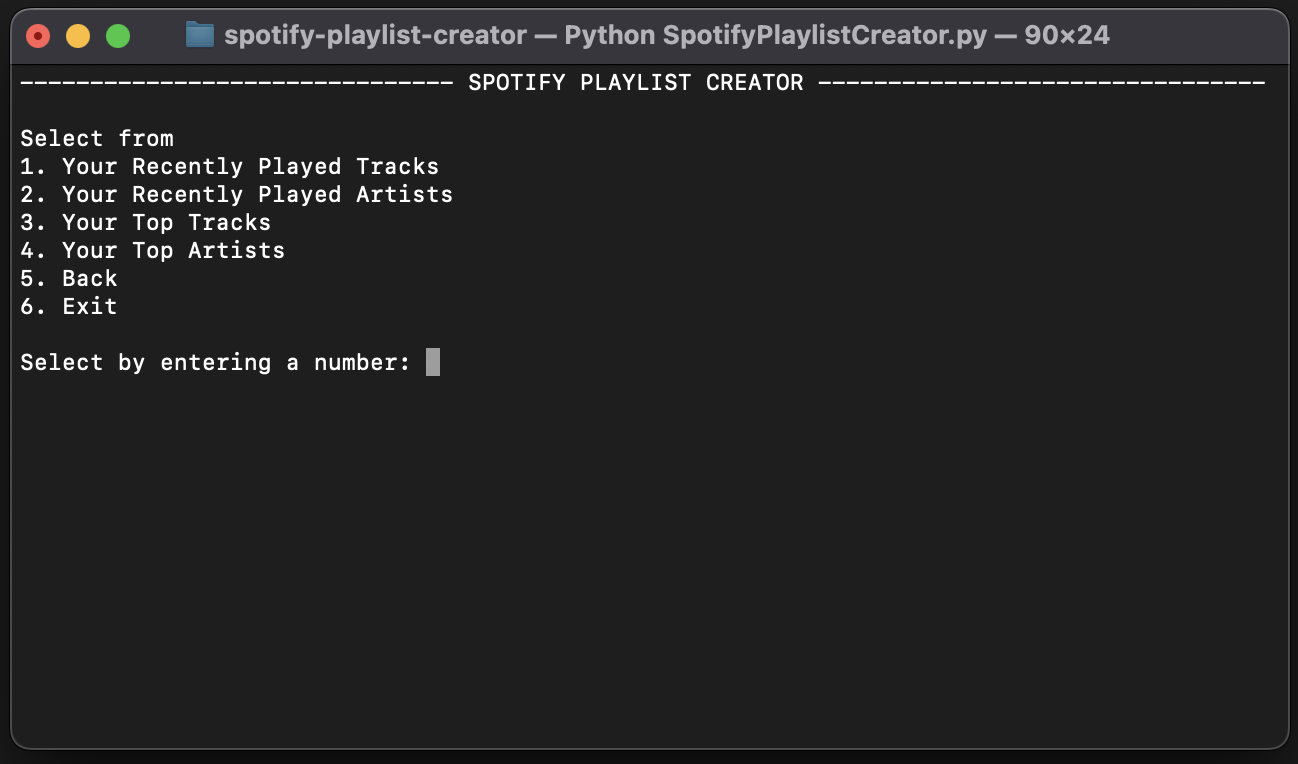 spotify-playlist-creator — Python SpotifyPlaylistCreator.py — 90×24
------------------------------- SPOTIFY PLAYLIST CREATOR --------------------------------
Select from
1. Your Recently Played Tracks
2. Your Recently Played Artists
3. Your Top Tracks
4. Your Top Artists
5. Back
6. Exit
Select by entering a number: